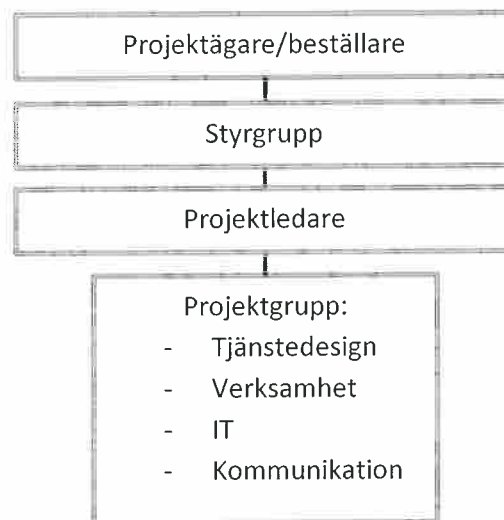 Projektägare/beställare
Styrgrupp
Projektledare
Projektgrupp:
- Tjänstedesign
- Verksamhet
- IT
- Kommunikation